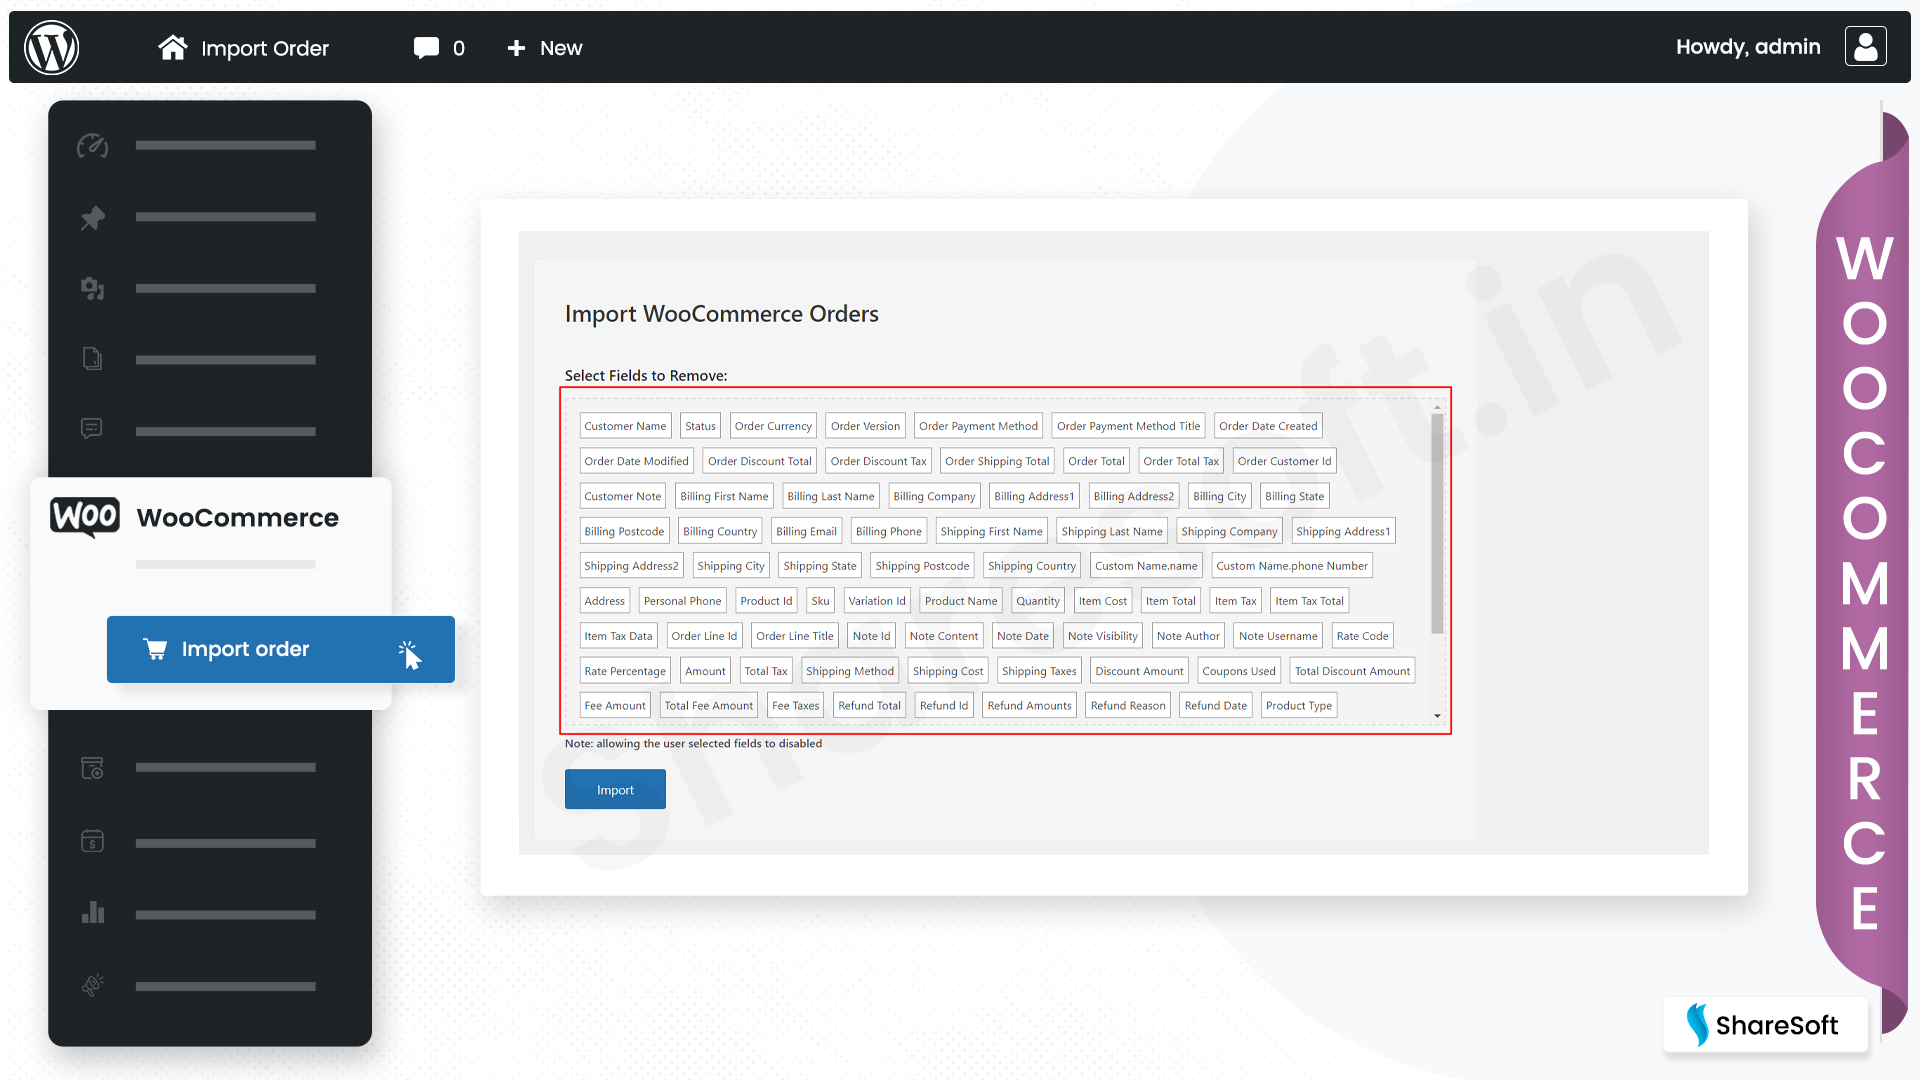 Import Order
0
New
Howdy, admin
WOO WooCommerce
Import order
Import WooCommerce Orders
Select Fields to Remove:
Customer Name Status Order Currency Order Version Order Payment Method Order Payment Method Title Order Date Created
Order Date Modified Order Discount Total Order Discount Tax Order Shipping Total Order Total Order Total Tax Order Customer Id
Customer Note Billing First Name Billing Last Name Billing Company Billing Address1 Billing Address2 Billing City Billing State
Billing Postcode Billing Country Billing Email Billing Phone Shipping First Name Shipping Last Name Shipping Company Shipping Address1
Shipping Address2 Shipping City Shipping State Shipping Postcode Shipping Country Custom Name.name Custom Name.phone Number
Address Personal Phone Product Id Sku Variation Id Product Name Quantity Item Cost Item Total Item Tax Item Tax Total
Item Tax Data Order Line Id Order Line Title Note Id Note Content Note Date Note Visibility Note Author Note Username Rate Code
Rate Percentage Amount Total Tax Shipping Method Shipping Cost Shipping Taxes Discount Amount Coupons Used Total Discount Amount
Fee Amount Total Fee Amount Fee Taxes Refund Total Refund Id Refund Amounts Refund Reason Refund Date Product Type
Note: allowing the user selected fields to disabled
Import
sharesoft.in
WOOCOMMERCE
ShareSoft